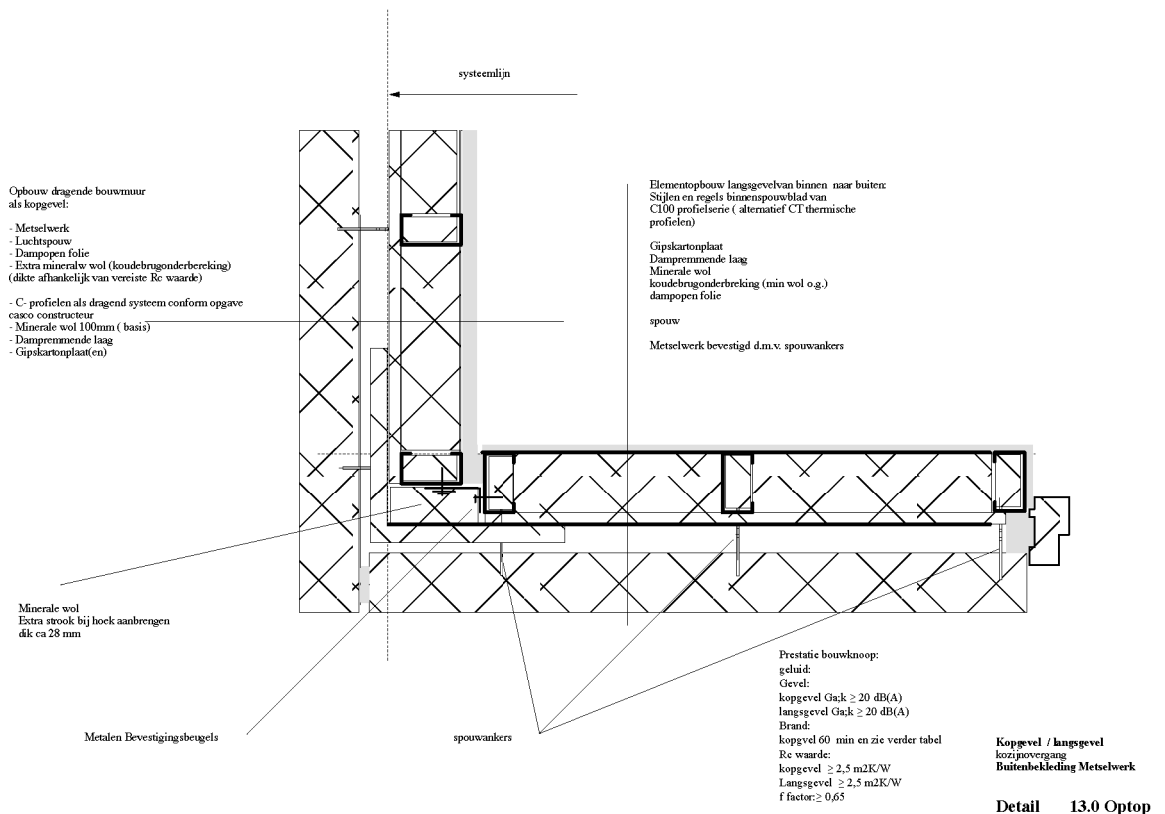 systeemlijn
Opbouw dragende bouwmuur
als kopgevel:
- Metselwerk
- Luchtspouw
- Dampopen folie
- Extra mineralw wol (koudebrugonderbereking)
(dikte afhankelijk van vereiste Rc waarde)
- C- profielen als dragend systeem conform opgave
casco constructeur
- Minerale wol 100mm ( basis)
- Dampremmende laag
- Gipskartonplaat(en)
Elementopbouw langsgevelvan binnen naar buiten:
Stijlen en regels binnenspouwblad van
C100 profielserie ( alternatief CT thermische
profielen)
Gipskartonplaat
Dampremmende laag
Minerale wol
koudebrugonderbreking (min wol o.g.)
dampopen folie
spouw
Metselwerk bevestigd d.m.v. spouwankers
Minerale wol
Extra strook bij hoek aanbrengen
dik ca 28 mm
Metalen Bevestigingsbeugels
spouwankers
Prestatie bouwknoop:
geluid:
Gevel:
kopgevel Ga;k ≥ 20 dB(A)
langsgevel Ga;k ≥ 20 dB(A)
Brand:
kopgvel 60 min en zie verder tabel
Rc waarde:
kopgevel ≥ 2,5 m2K/W
Langsgevel ≥ 2,5 m2K/W
f factor:≥ 0,65
Kopgevel / langsgevel
kozijnovergang
Buitenbekleding Metselwerk
Detail 13.0 Optop